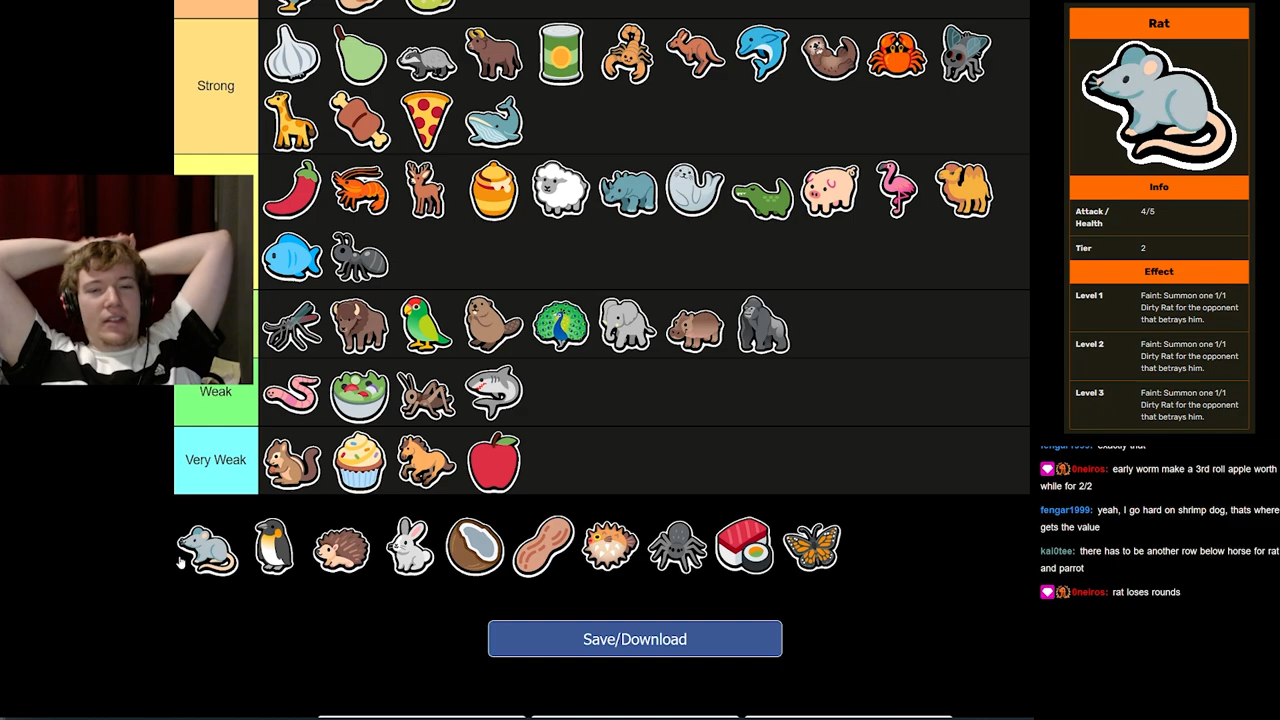 Rat
Strong
Info
Attack /
Health
4/5
Tier
2
Effect
Level 1
Faint: Summon one 1/1
Dirty Rat for the opponent
that betrays him.
Level 2
Faint: Summon one 1/1
Dirty Rat for the opponent
that betrays him.
Level 3
Faint: Summon one 1/1
Dirty Rat for the opponent
that betrays him.
Weak
Very Weak
fengar1999: exactly that
0neiros: early worm make a 3rd roll apple worth
while for 2/2
fengar1999: yeah, I go hard on shrimp dog, thats where
gets the value
kal0tee: there has to be another row below horse for rat
and parrot
0neiros: rat loses rounds
Save/Download